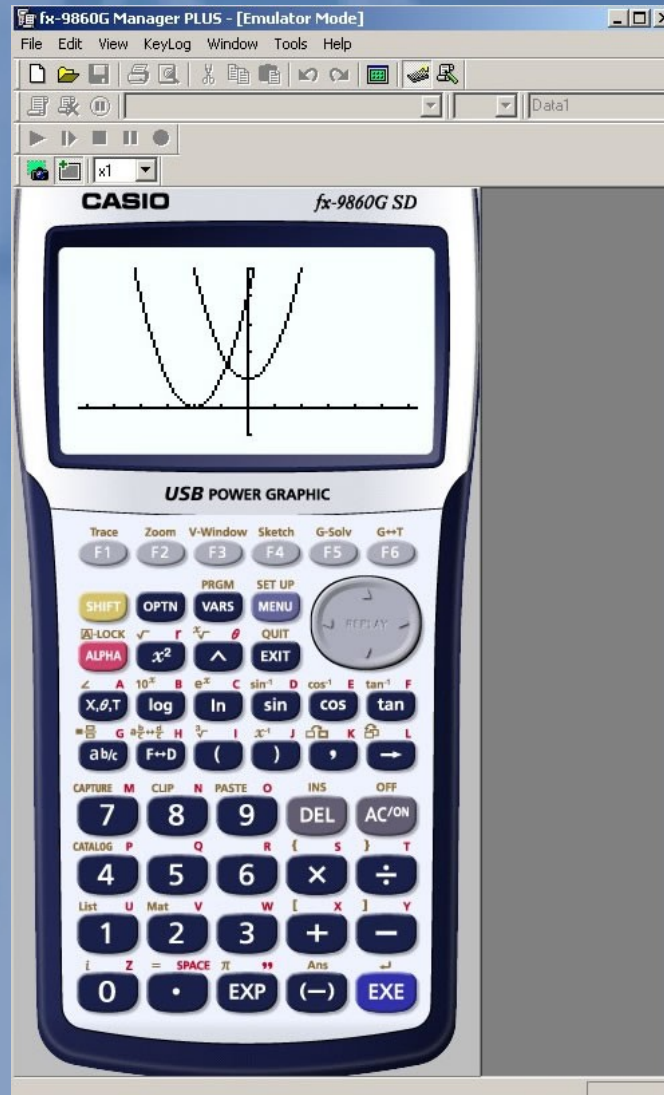 fx-9860G Manager PLUS - [Emulator Mode]
File Edit View KeyLog Window Tools Help
Data1
x1
CASIO fx-9860G SD
USB POWER GRAPHIC
Trace Zoom V-Window Sketch G-Solv G↔T
F1 F2 F3 F4 F5 F6
PRGM SET UP
SHIFT OPTN VARS MENU
REPLAY
A-LOCK √ r ˣ√ θ QUIT
ALPHA x² ^ EXIT
∠ A 10ˣ B eˣ C sin⁻¹ D cos⁻¹ E tan⁻¹ F
X,θ,T log ln sin cos tan
G a b/c↔d/c H ³√ I x⁻¹ J K L
a b/c F↔D ( ) , →
CAPTURE M CLIP N PASTE O INS OFF
7 8 9 DEL AC/ON
CATALOG P Q R { S } T
4 5 6 × ÷
List U Mat V W [ X ] Y
1 2 3 + −
i Z = SPACE π " Ans ↵
0 . EXP (−) EXE